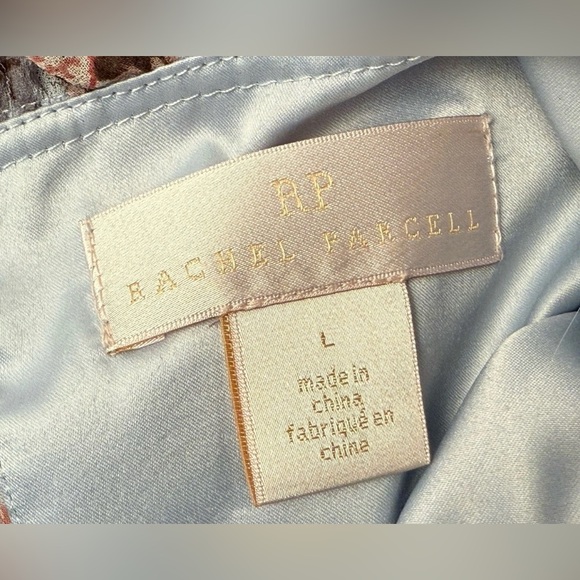 RP
RACHEL PARCELL
L
made in
china
fabriqué en
chine